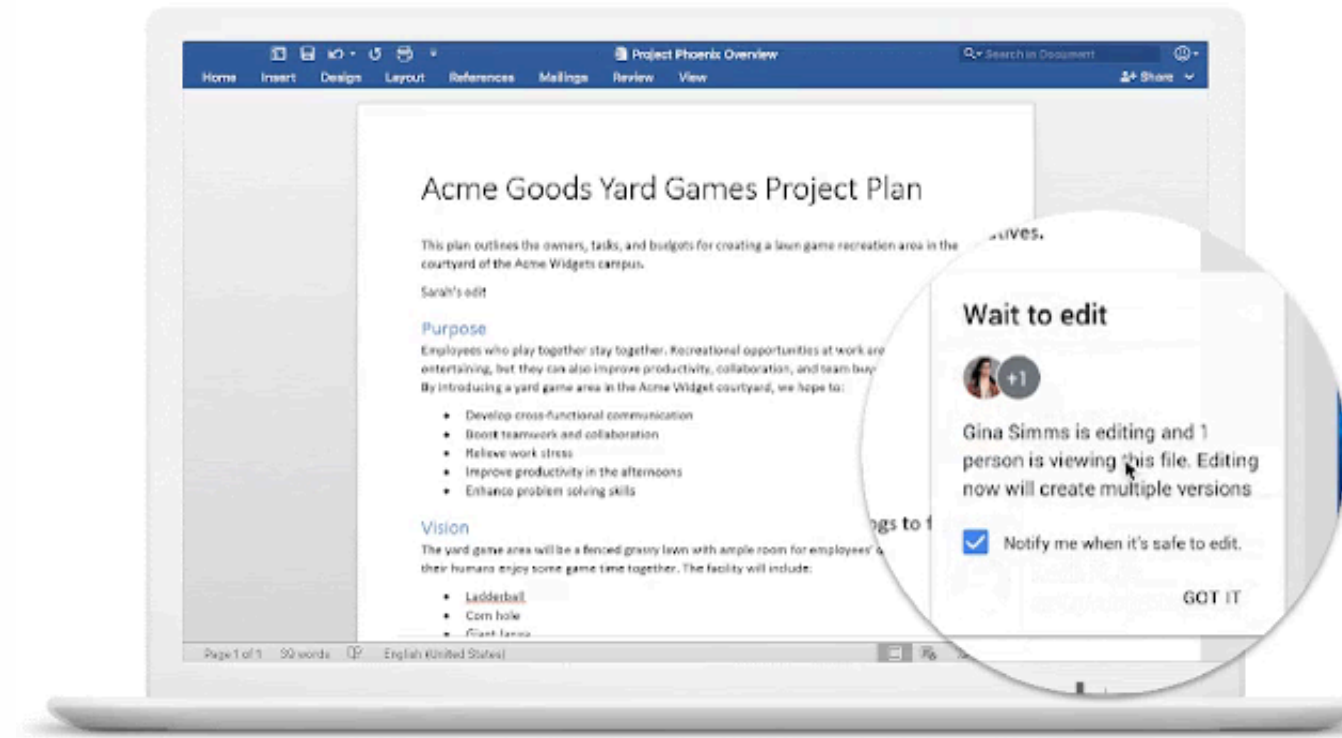 Project Phoenix Overview
Search in Document
Home Insert Design Layout References Mailings Review View
Share
Acme Goods Yard Games Project Plan
This plan outlines the owners, tasks, and budgets for creating a lawn game recreation area in the
courtyard of the Acme Widgets campus.
Sarah's edit
Purpose
Employees who play together stay together. Recreational opportunities at work are
entertaining, but they can also improve productivity, collaboration, and team buy
By introducing a yard game area in the Acme Widget courtyard, we hope to:
• Develop cross-functional communication
• Boost teamwork and collaboration
• Relieve work stress
• Improve productivity in the afternoons
• Enhance problem solving skills
Vision
The yard game area will be a fenced grassy lawn with ample room for employees'
their humans enjoy some game time together. The facility will include:
• Ladderball
• Corn hole
• Giant
Page 1 of 1 words English (United States)
Wait to edit
+1
Gina Simms is editing and 1
person is viewing this file. Editing
now will create multiple versions
Notify me when it's safe to edit.
GOT IT